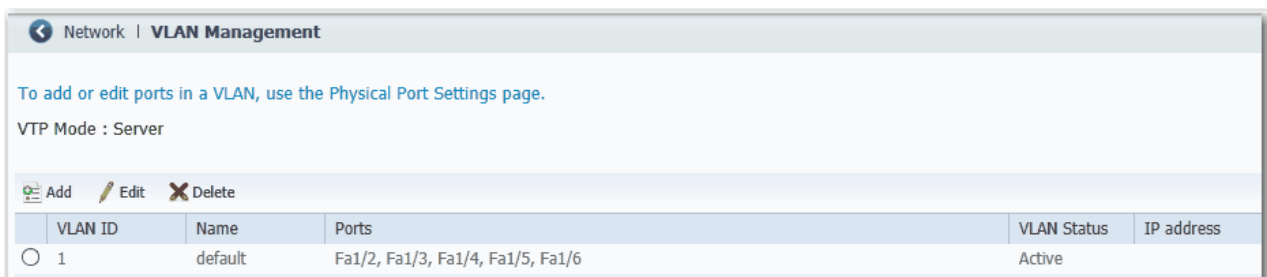 Network | VLAN Management
To add or edit ports in a VLAN, use the Physical Port Settings page.
VTP Mode : Server
Add Edit Delete
VLAN ID Name Ports VLAN Status IP address
1 default Fa1/2, Fa1/3, Fa1/4, Fa1/5, Fa1/6 Active